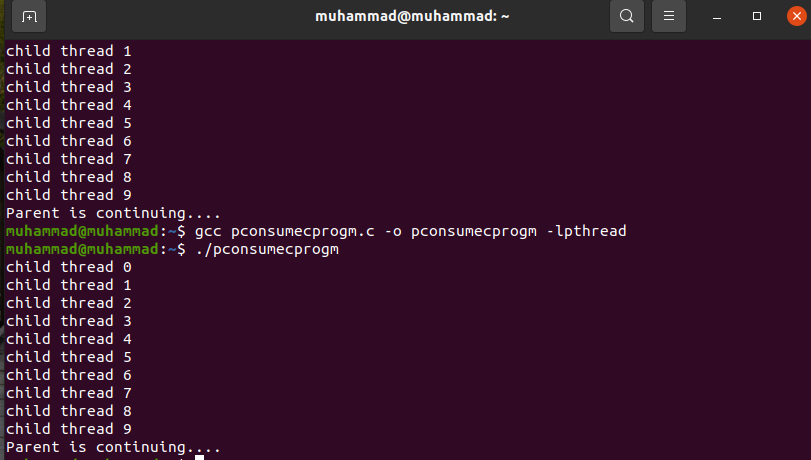 muhammad@muhammad: ~
child thread 1
child thread 2
child thread 3
child thread 4
child thread 5
child thread 6
child thread 7
child thread 8
child thread 9
Parent is continuing....
muhammad@muhammad:~$ gcc pconsumecprogm.c -o pconsumecprogm -lpthread
muhammad@muhammad:~$ ./pconsumecprogm
child thread 0
child thread 1
child thread 2
child thread 3
child thread 4
child thread 5
child thread 6
child thread 7
child thread 8
child thread 9
Parent is continuing....